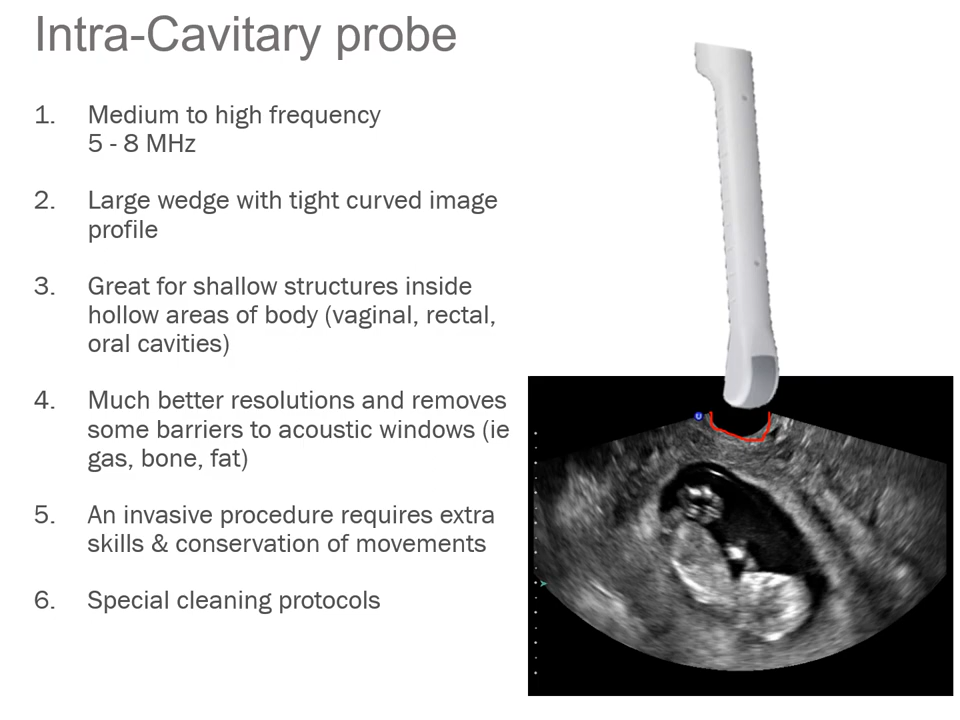 Intra-Cavitary probe
1. Medium to high frequency
5 - 8 MHz
2. Large wedge with tight curved image
profile
3. Great for shallow structures inside
hollow areas of body (vaginal, rectal,
oral cavities)
4. Much better resolutions and removes
some barriers to acoustic windows (ie
gas, bone, fat)
5. An invasive procedure requires extra
skills & conservation of movements
6. Special cleaning protocols